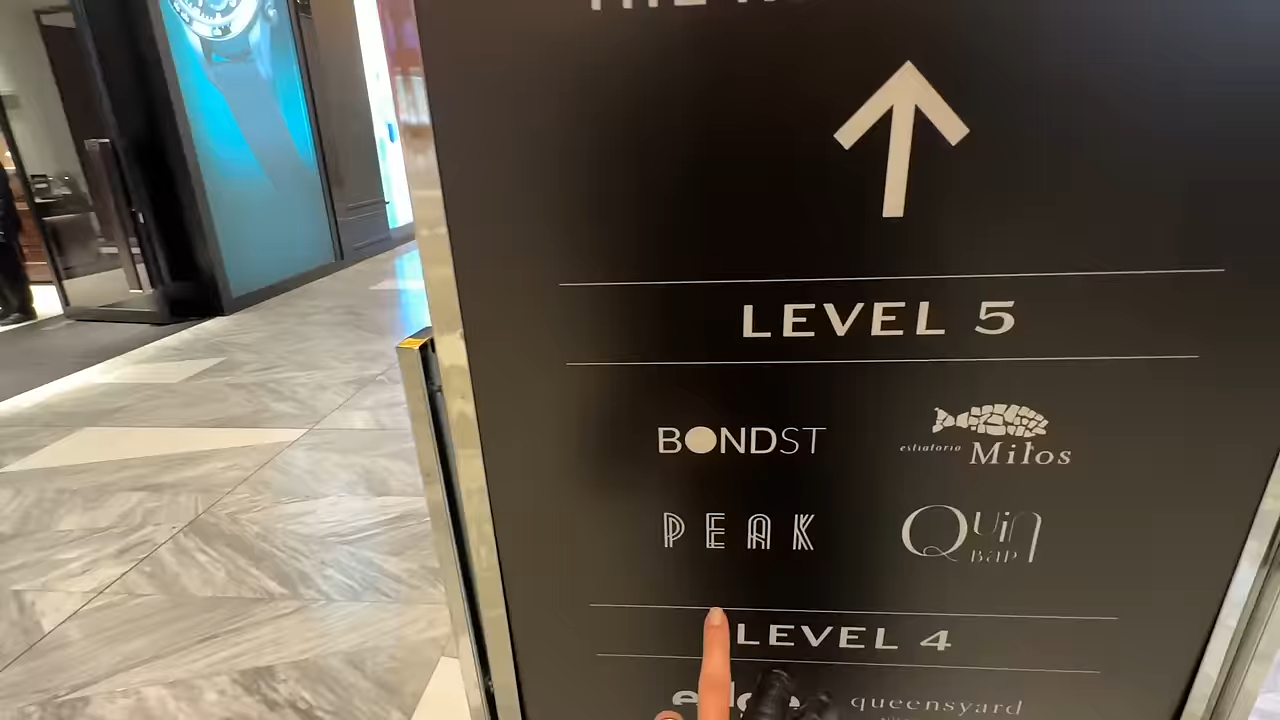 LEVEL 5
BONDST
estiatorio Milos
PEAK
Quin
BAR
LEVEL 4
queensyard